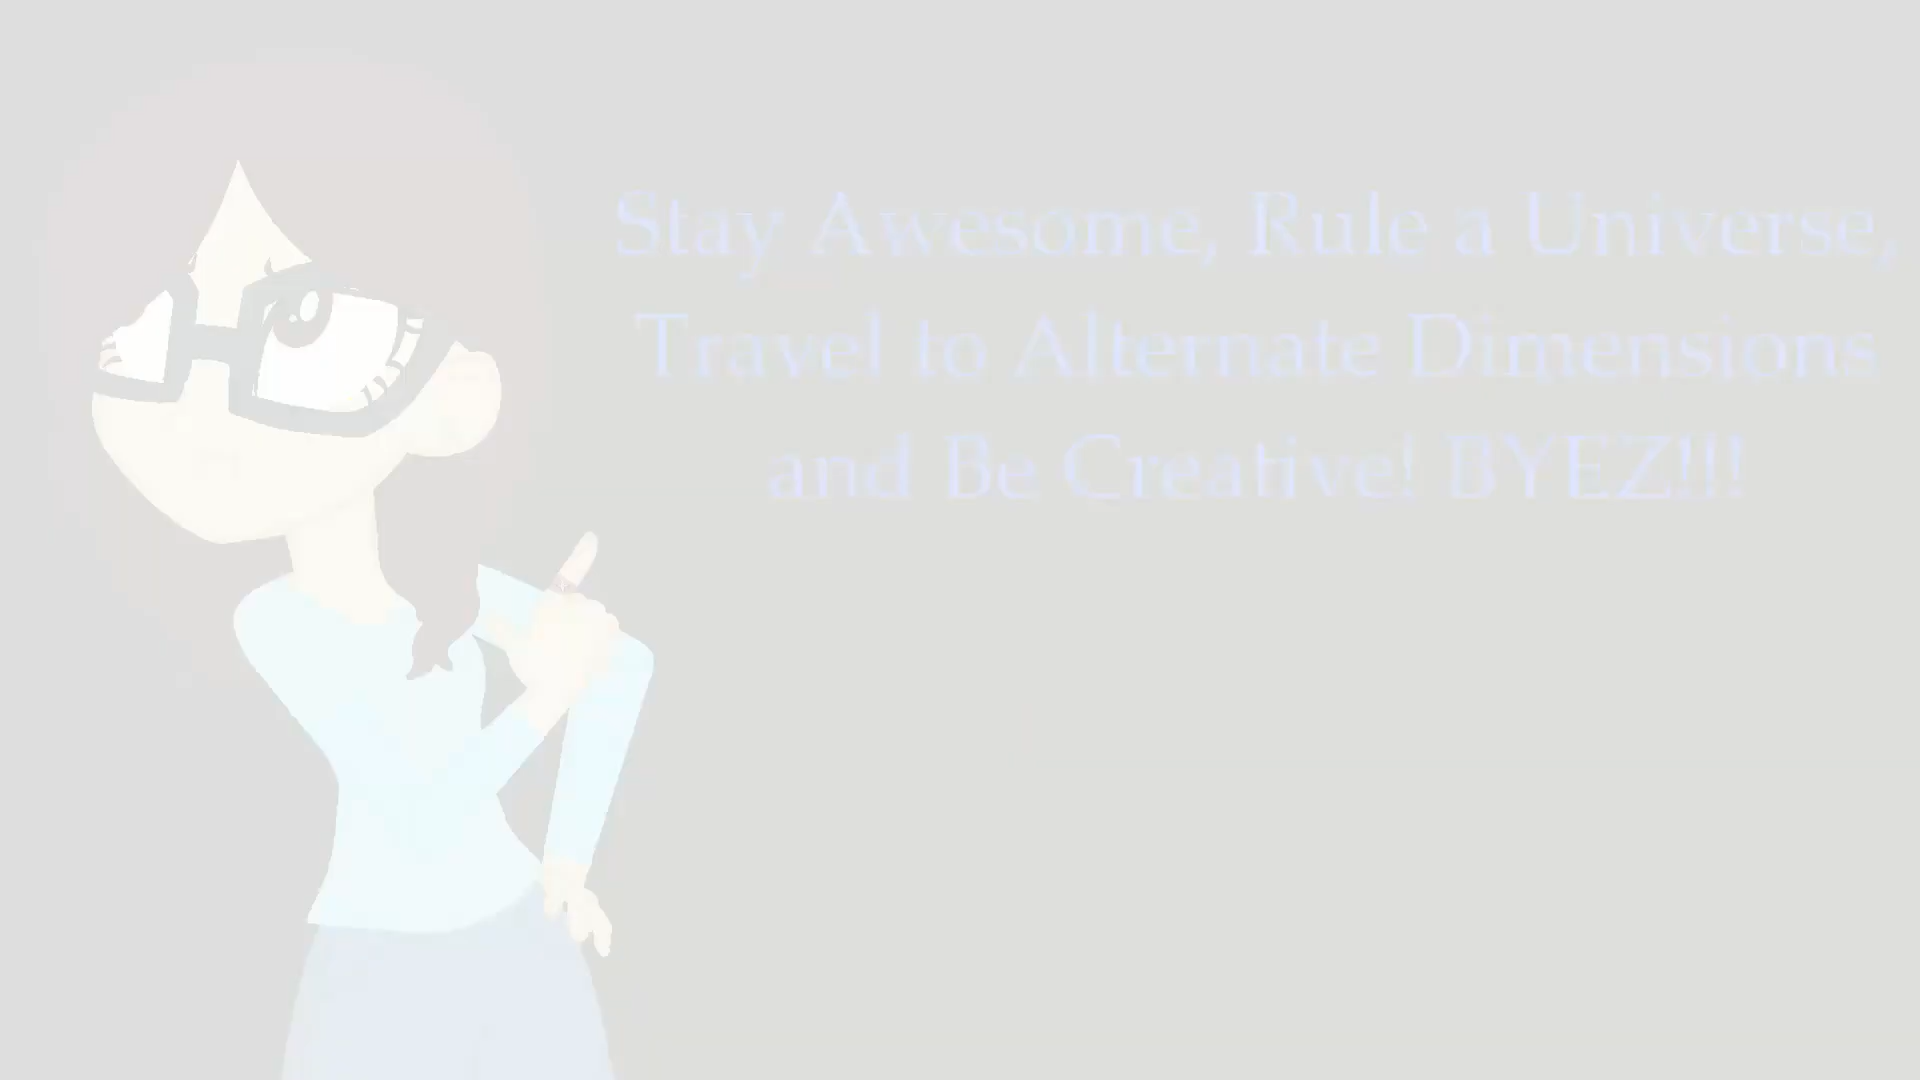 Stay Awesome, Rule a Universe,
Travel to Alternate Dimensions
and Be Creative! BYEZ!!!